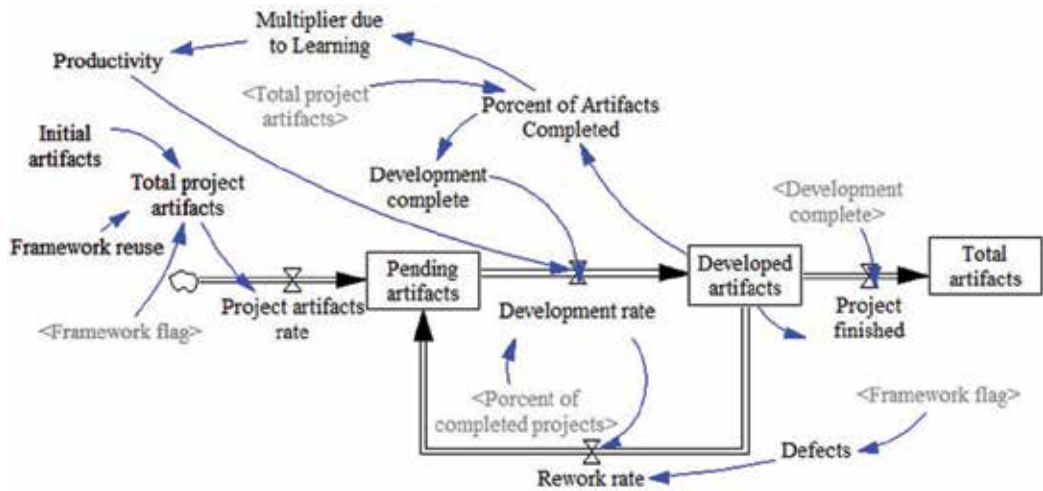 Multiplier due
to Learning
Productivity
<Total project
artifacts>
Porcent of Artifacts
Completed
Initial
artifacts
Total project
artifacts
Development
complete
<Development
complete>
Framework reuse
Pending
artifacts
Developed
artifacts
Total
artifacts
<Framework flag>
Project artifacts
rate
Development rate
Project
finished
<Porcent of
completed projects>
<Framework flag>
Defects
Rework rate